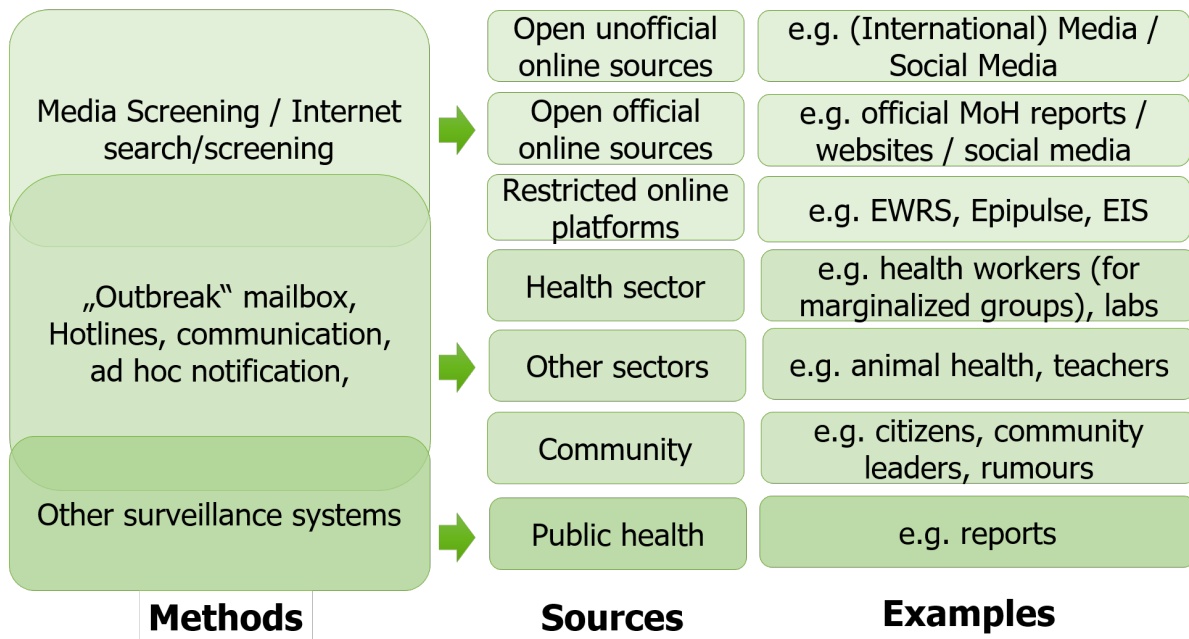 Media Screening / Internet
search/screening
„Outbreak“ mailbox,
Hotlines, communication,
ad hoc notification,
Other surveillance systems
Methods
Open unofficial
online sources
Open official
online sources
Restricted online
platforms
Health sector
Other sectors
Community
Public health
Sources
e.g. (International) Media /
Social Media
e.g. official MoH reports /
websites / social media
e.g. EWRS, Epipulse, EIS
e.g. health workers (for
marginalized groups), labs
e.g. animal health, teachers
e.g. citizens, community
leaders, rumours
e.g. reports
Examples